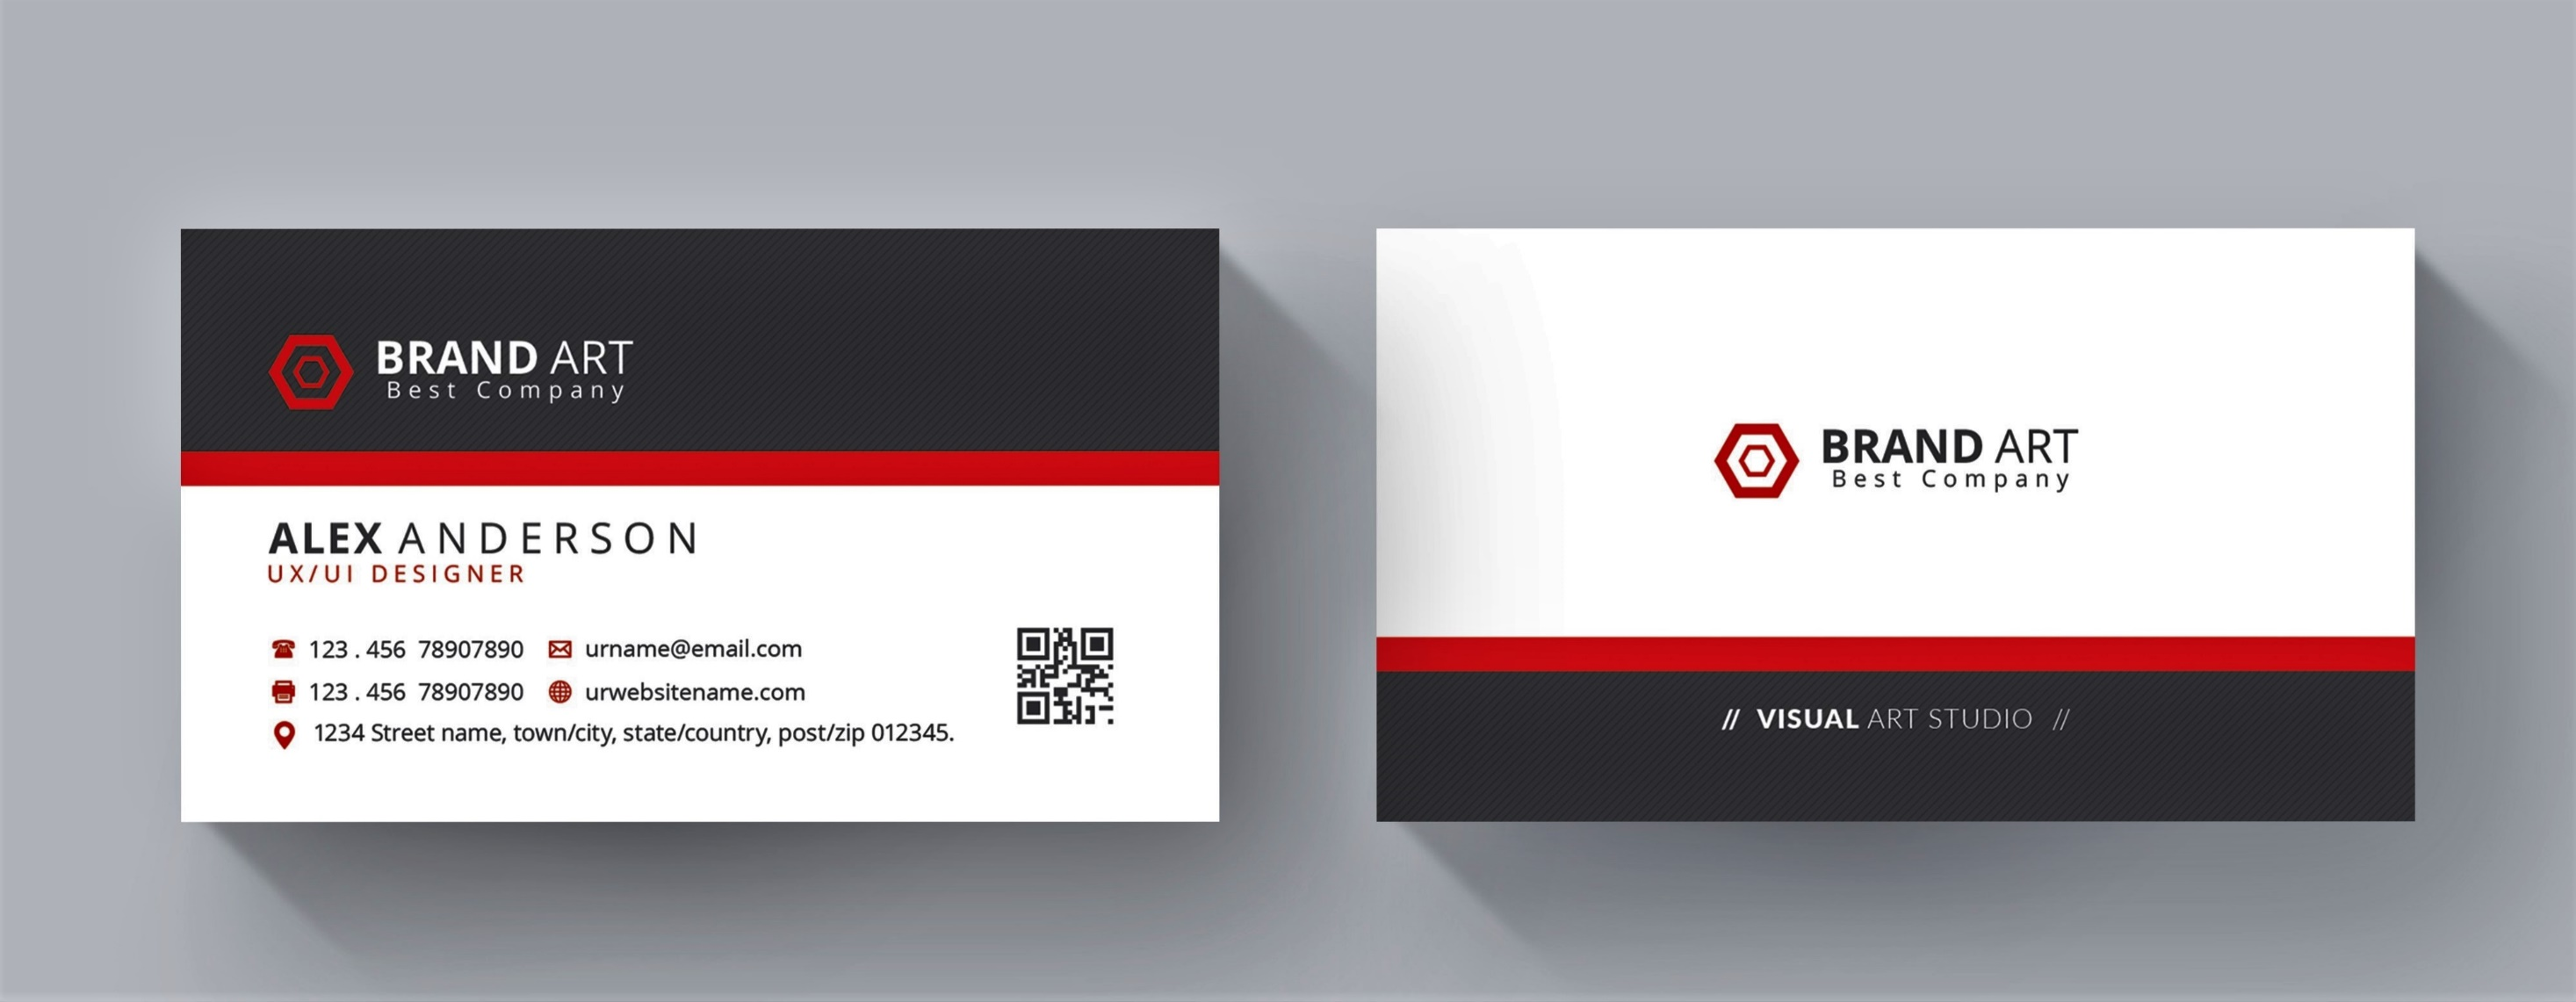 BRAND ART
Best Company
ALEX ANDERSON
UX/UI DESIGNER
123 . 456 78907890
urname@email.com
123 . 456 78907890
urwebsitename.com
1234 Street name, town/city, state/country, post/zip 012345.
BRAND ART
Best Company
// VISUAL ART STUDIO //